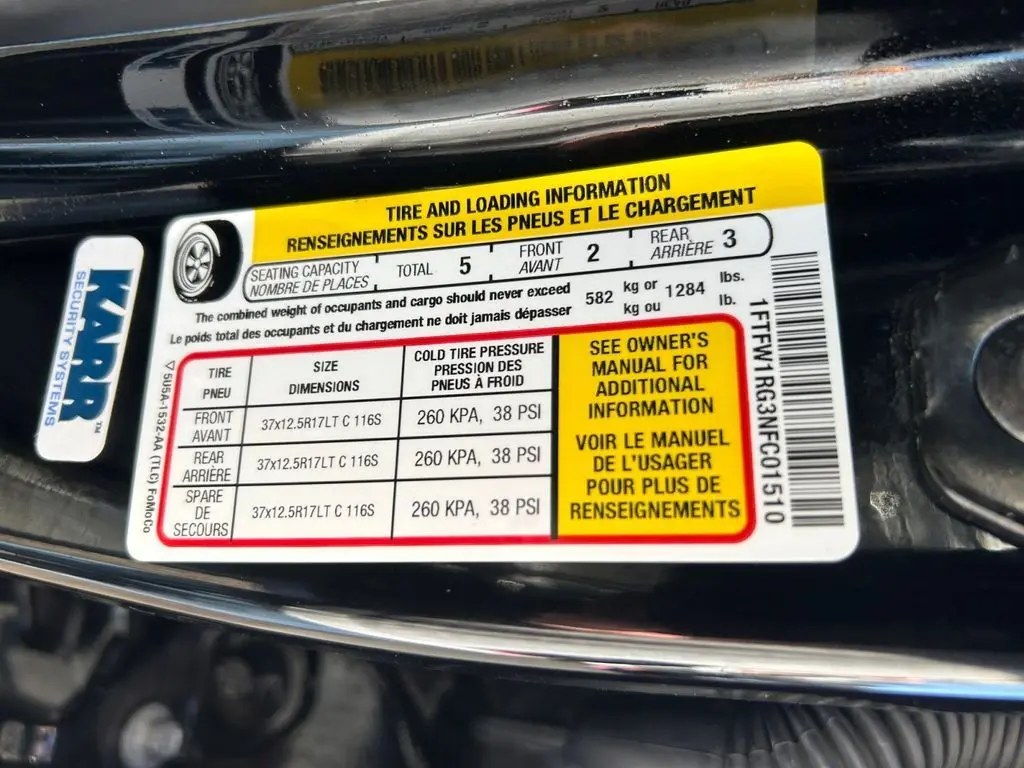 TIRE AND LOADING INFORMATION
RENSEIGNEMENTS SUR LES PNEUS ET LE CHARGEMENT
SEATING CAPACITY
NOMBRE DE PLACES
TOTAL 5
FRONT
AVANT
2
REAR
ARRIÈRE
3
The combined weight of occupants and cargo should never exceed
Le poids total des occupants et du chargement ne doit jamais dépasser
582
kg or
kg ou
1284
lbs.
lb.
TIRE
PNEU
SIZE
DIMENSIONS
COLD TIRE PRESSURE
PRESSION DES
PNEUS À FROID
FRONT
AVANT
37x12.5R17LT C 116S
260 KPA, 38 PSI
REAR
ARRIÈRE
37x12.5R17LT C 116S
260 KPA, 38 PSI
SPARE
DE
SECOURS
37x12.5R17LT C 116S
260 KPA, 38 PSI
SEE OWNER'S
MANUAL FOR
ADDITIONAL
INFORMATION
VOIR LE MANUEL
DE L'USAGER
POUR PLUS DE
RENSEIGNEMENTS
1FTFW1RG3NFC01510
5U5A-1532-AA (TLC) FoMoCo
KARR™
SECURITY SYSTEMS